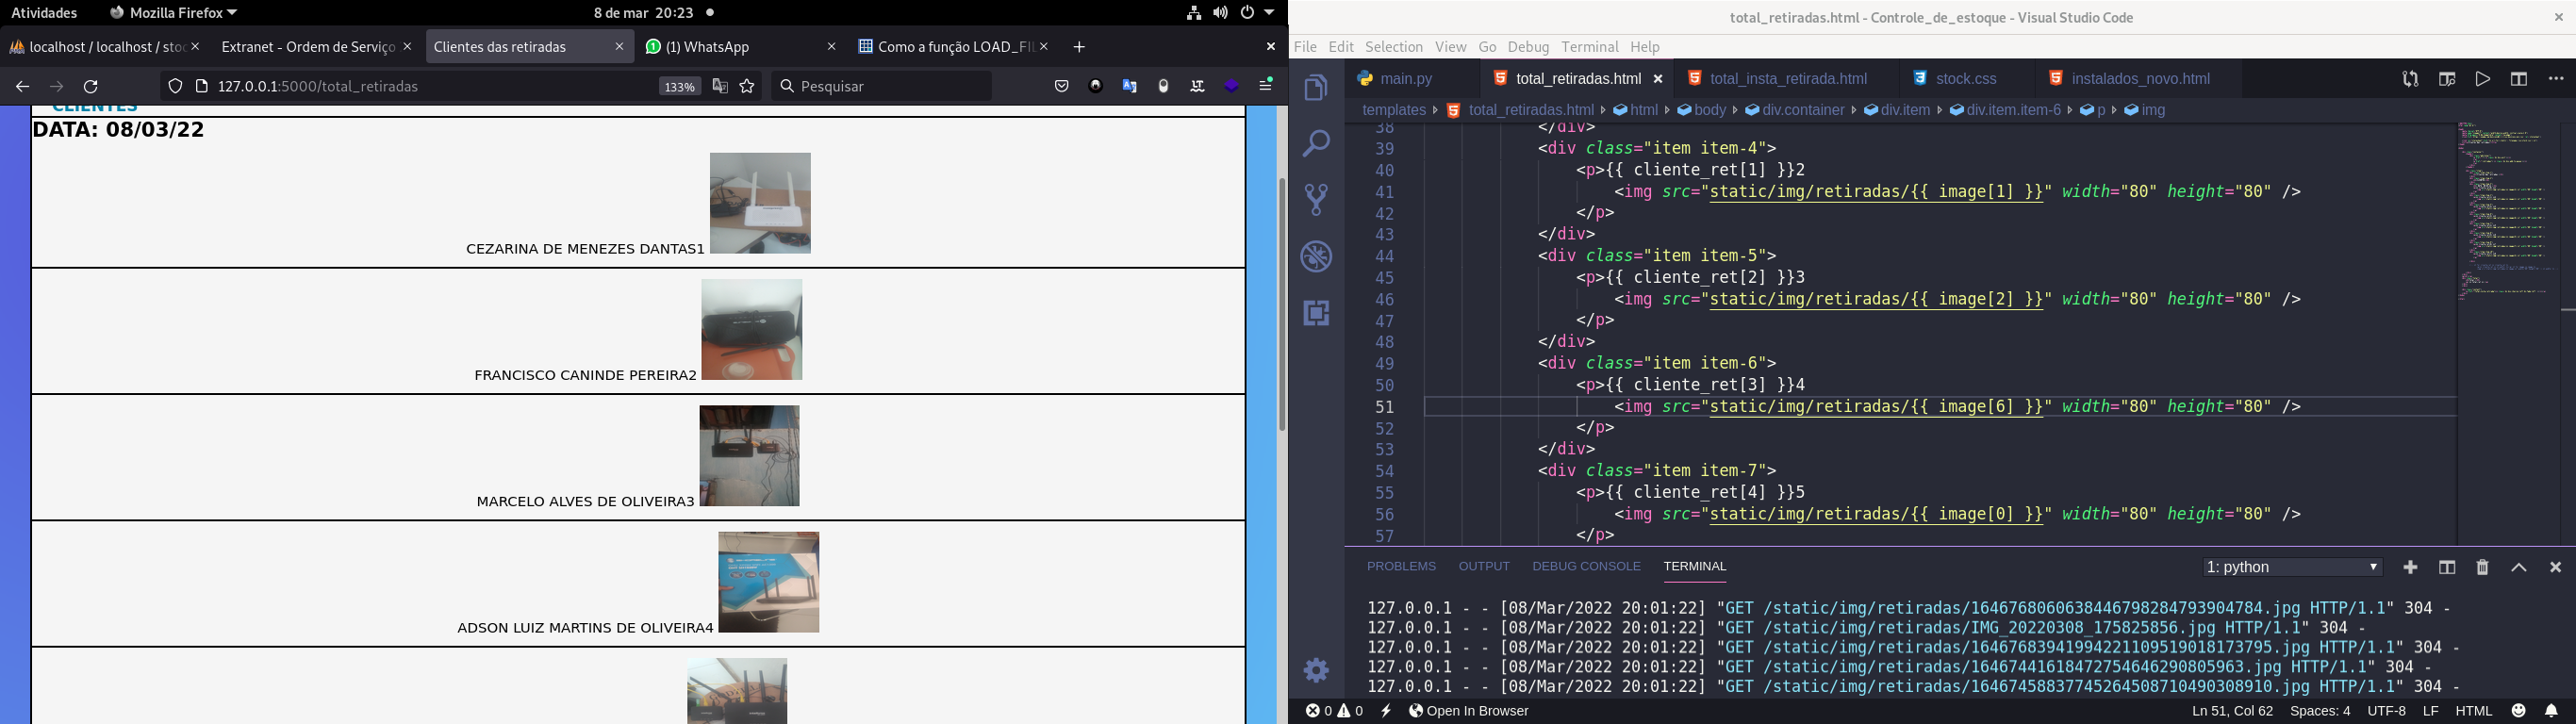 Atividades
Mozilla Firefox
8 de mar 20:23
localhost / localhost / stoc
Extranet - Ordem de Serviço
Clientes das retiradas
(1) WhatsApp
Como a função LOAD_FIL
127.0.0.1:5000/total_retiradas
133%
Pesquisar
CLIENTES
DATA: 08/03/22
CEZARINA DE MENEZES DANTAS1
FRANCISCO CANINDE PEREIRA2
MARCELO ALVES DE OLIVEIRA3
ADSON LUIZ MARTINS DE OLIVEIRA4
total_retiradas.html - Controle_de_estoque - Visual Studio Code
File Edit Selection View Go Debug Terminal Help
main.py
total_retiradas.html
total_insta_retirada.html
stock.css
instalados_novo.html
templates
total_retiradas.html
html
body
div.container
div.item
div.item.item-6
p
img
38 </div>
39 <div class="item item-4">
40 <p>{{ cliente_ret[1] }}2
41 <img src="static/img/retiradas/{{ image[1] }}" width="80" height="80" />
42 </p>
43 </div>
44 <div class="item item-5">
45 <p>{{ cliente_ret[2] }}3
46 <img src="static/img/retiradas/{{ image[2] }}" width="80" height="80" />
47 </p>
48 </div>
49 <div class="item item-6">
50 <p>{{ cliente_ret[3] }}4
51 <img src="static/img/retiradas/{{ image[6] }}" width="80" height="80" />
52 </p>
53 </div>
54 <div class="item item-7">
55 <p>{{ cliente_ret[4] }}5
56 <img src="static/img/retiradas/{{ image[0] }}" width="80" height="80" />
57 </p>
PROBLEMS OUTPUT DEBUG CONSOLE TERMINAL
1: python
127.0.0.1 - - [08/Mar/2022 20:01:22] "GET /static/img/retiradas/16467680606384467982847939047​84.jpg HTTP/1.1" 304 -
127.0.0.1 - - [08/Mar/2022 20:01:22] "GET /static/img/retiradas/IMG_20220308_175825856.jpg HTTP/1.1" 304 -
127.0.0.1 - - [08/Mar/2022 20:01:22] "GET /static/img/retiradas/16467683941994221109519018173795.jpg HTTP/1.1" 304 -
127.0.0.1 - - [08/Mar/2022 20:01:22] "GET /static/img/retiradas/1646744161847275464629080​5963.jpg HTTP/1.1" 304 -
127.0.0.1 - - [08/Mar/2022 20:01:22] "GET /static/img/retiradas/16467458837745264508710490308910.jpg HTTP/1.1" 304 -
0 0
Open In Browser
Ln 51, Col 62 Spaces: 4 UTF-8 LF HTML